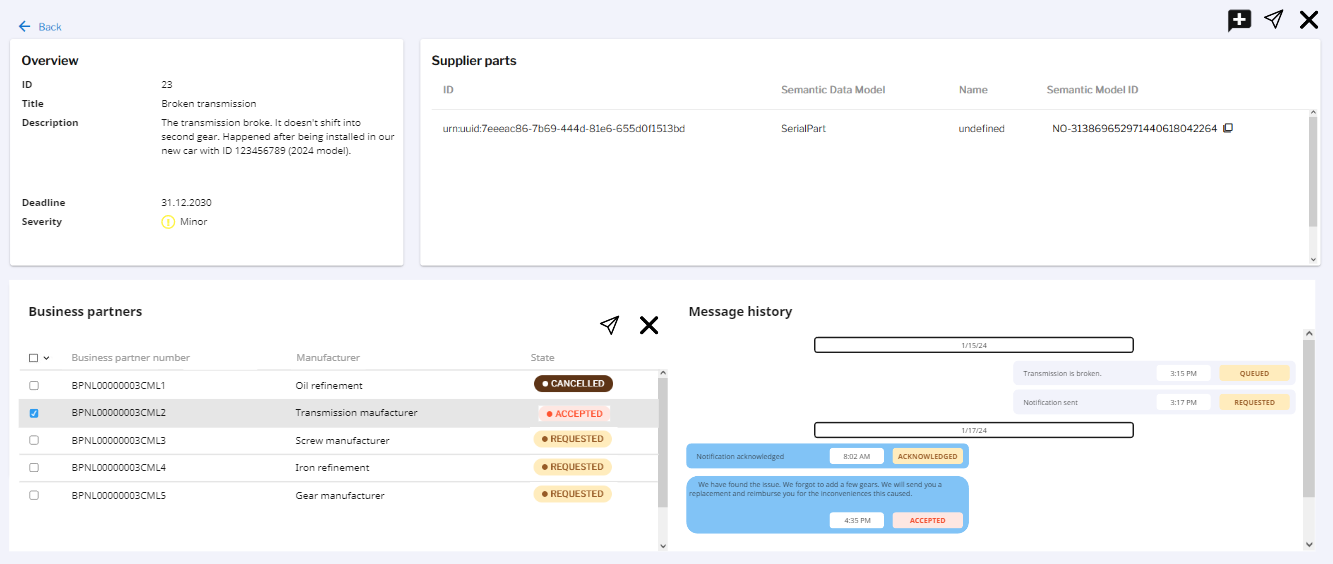 Back
Overview
ID 23
Title Broken transmission
Description The transmission broke. It doesn't shift into
second gear. Happened after being installed in our
new car with ID 123456789 (2024 model).
Deadline 31.12.2030
Severity Minor
Supplier parts
ID Semantic Data Model Name Semantic Model ID
urn:uuid:7eeeac86-7b69-444d-81e6-655d0f1513bd SerialPart undefined NO-313869652971440618042264
Business partners
Business partner number Manufacturer State
BPNL00000003CML1 Oil refinement CANCELLED
BPNL00000003CML2 Transmission maufacturer ACCEPTED
BPNL00000003CML3 Screw manufacturer REQUESTED
BPNL00000003CML4 Iron refinement REQUESTED
BPNL00000003CML5 Gear manufacturer REQUESTED
Message history
1/15/24
Transmission is broken. 3:15 PM QUEUED
Notification sent 3:17 PM REQUESTED
1/17/24
Notification acknowledged 8:02 AM ACKNOWLEDGED
We have found the issue. We forgot to add a few gears. We will send you a
replacement and reimburse you for the inconveniences this caused.
4:35 PM ACCEPTED